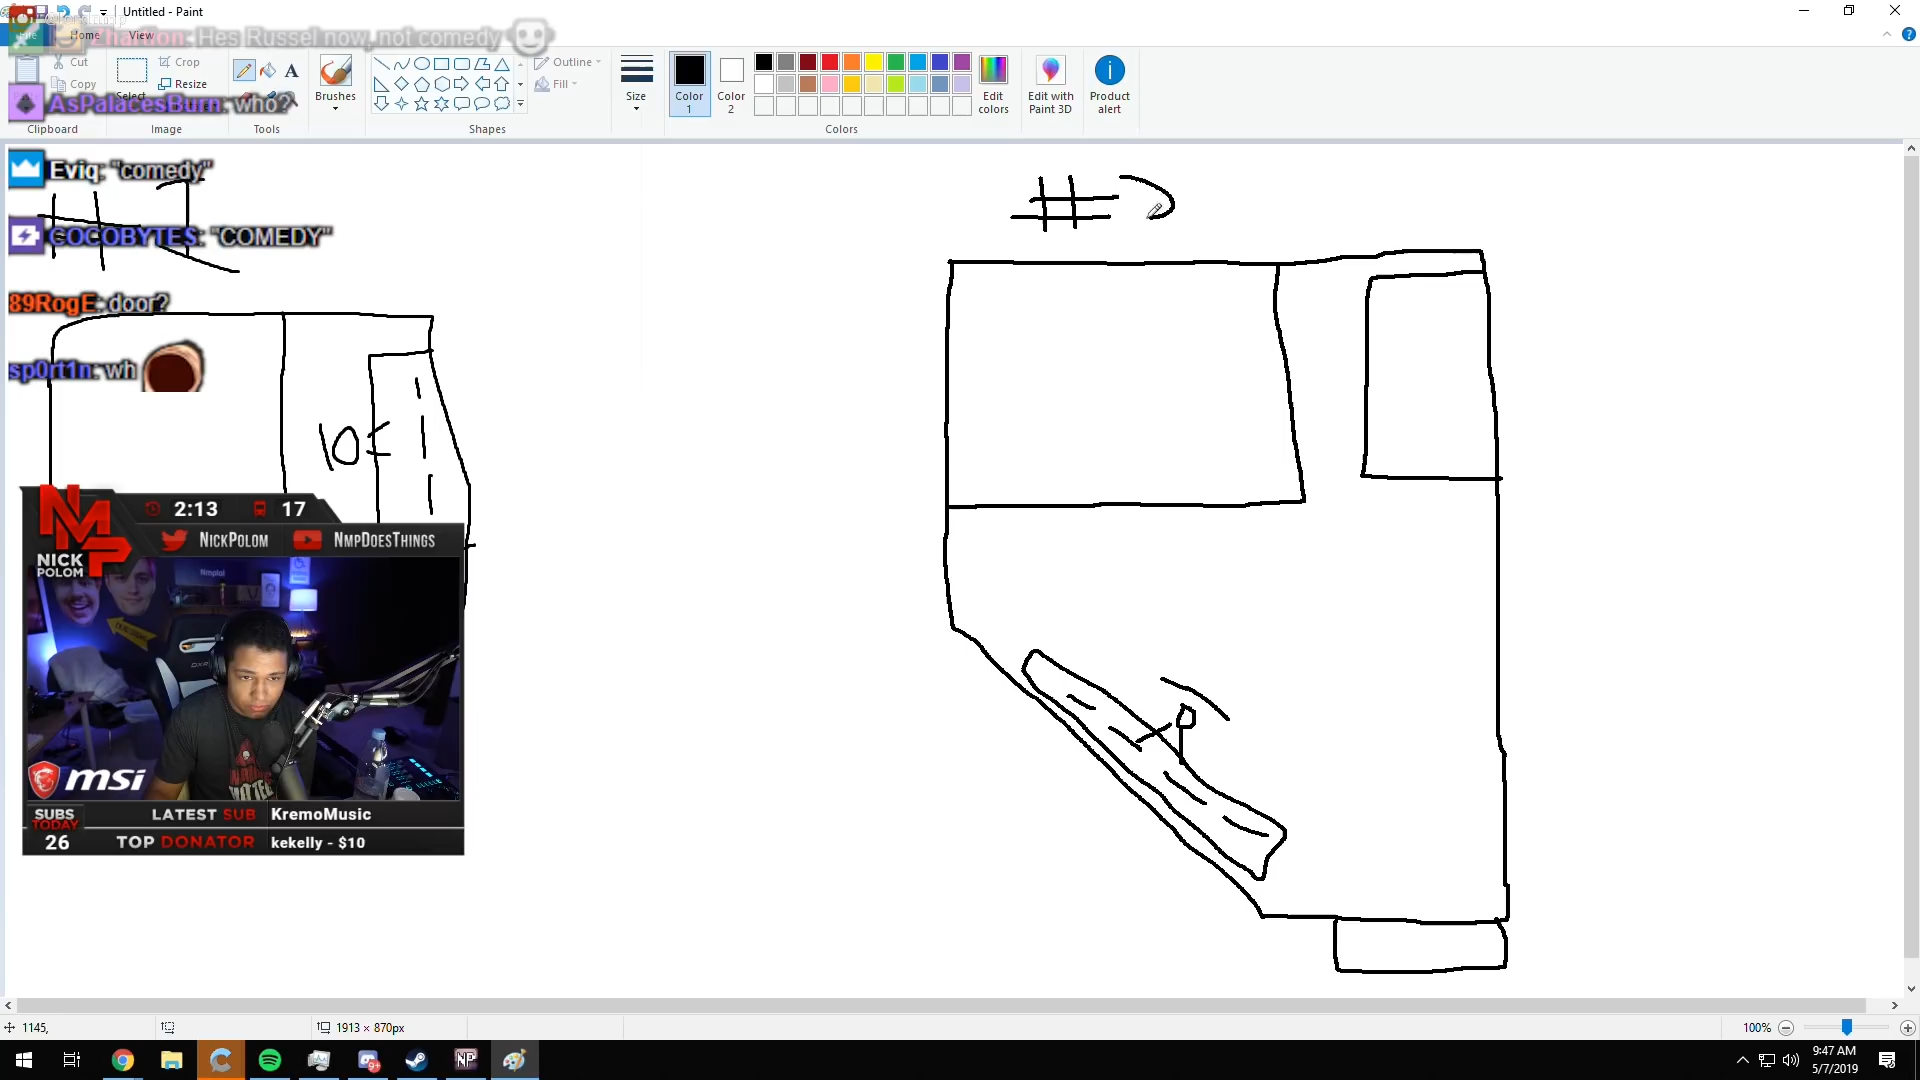 Untitled - Paint
File
Home
View
Zhartion: Hes Russel now, not comedy
Cut
Copy
Clipboard
Select
Crop
Resize
Image
Tools
Brushes
Shapes
Outline
Fill
Size
Color 1
Color 2
Colors
Edit colors
Edit with Paint 3D
Product alert
AsPalacesBurn: who?
Eviq: "comedy"
COCOBYTES: "COMEDY"
89RogE: door?
sp0rt1n: wh
10
NICK POLOM
2:13
17
NICKPOLOM
NMPDOESTHINGS
msi
SUBS TODAY
26
LATEST SUB KremoMusic
TOP DONATOR kekelly - $10
1145,
1913 × 870px
100%
9:47 AM
5/7/2019